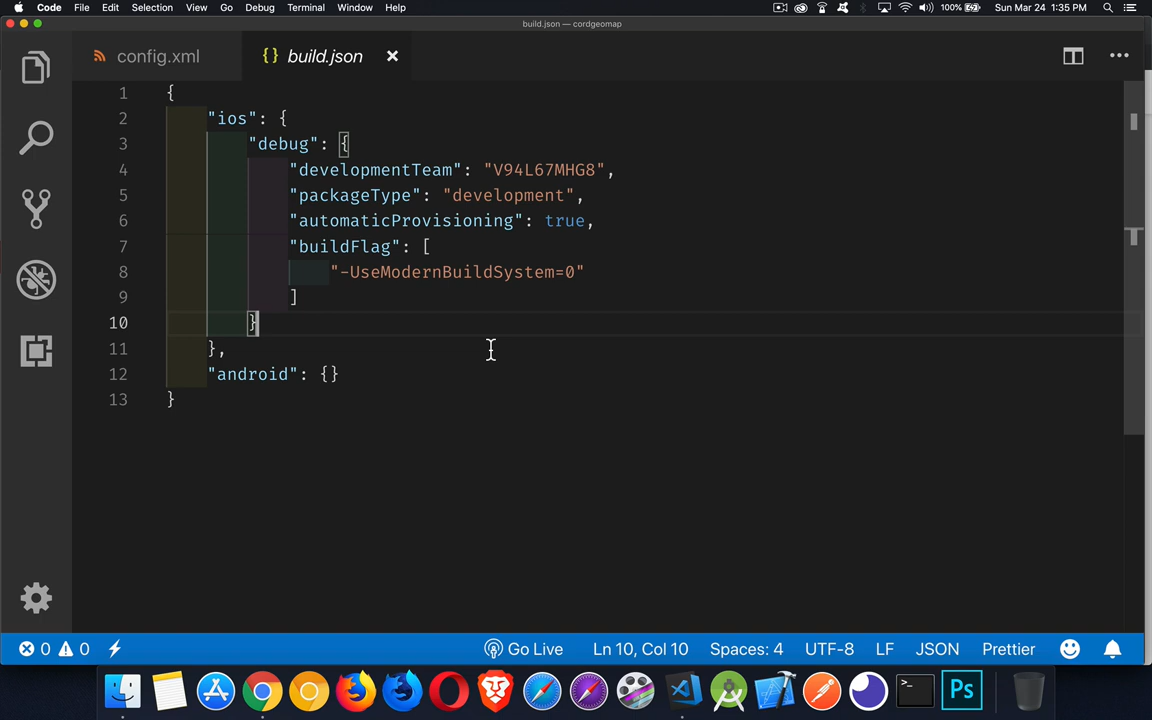 Code File Edit Selection View Go Debug Terminal Window Help 100% Sun Mar 24 1:35 PM
build.json — cordgeomap
config.xml {} build.json
1 {
2 "ios": {
3 "debug": {
4 "developmentTeam": "V94L67MHG8",
5 "packageType": "development",
6 "automaticProvisioning": true,
7 "buildFlag": [
8 "-UseModernBuildSystem=0"
9 ]
10 }
11 },
12 "android": {}
13 }
0 0 Go Live Ln 10, Col 10 Spaces: 4 UTF-8 LF JSON Prettier
>_ Ps